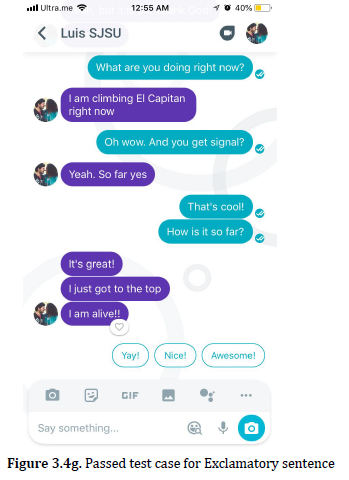 Ultra.me
12:55 AM
40%
Luis SJSU
What are you doing right now?
I am climbing El Capitan
right now
Oh wow. And you get signal?
Yeah. So far yes
That's cool!
How is it so far?
It's great!
I just got to the top
I am alive!!
Yay! Nice! Awesome!
GIF
Say something...
Figure 3.4g. Passed test case for Exclamatory sentence